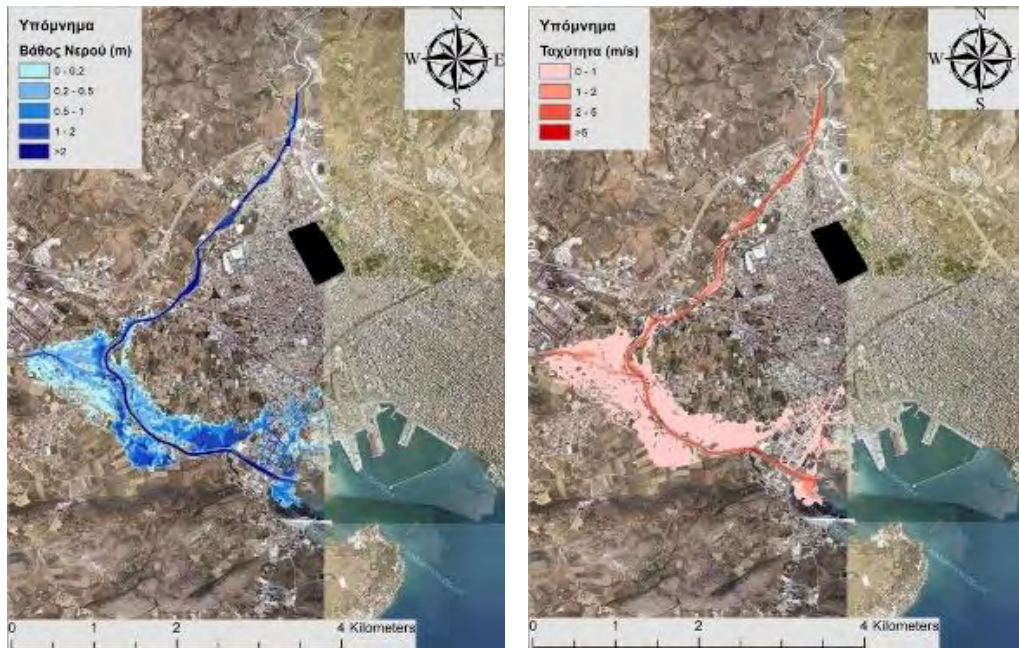 Υπόμνημα
Βάθος Νερού (m)
0 - 0.2
0.2 - 0.5
0.5 - 1
1 - 2
>2
N
W
E
S
0
1
2
4 Kilometers
Υπόμνημα
Ταχύτητα (m/s)
0 - 1
1 - 2
2 - 5
>5
N
W
E
S
0
1
2
4 Kilometers